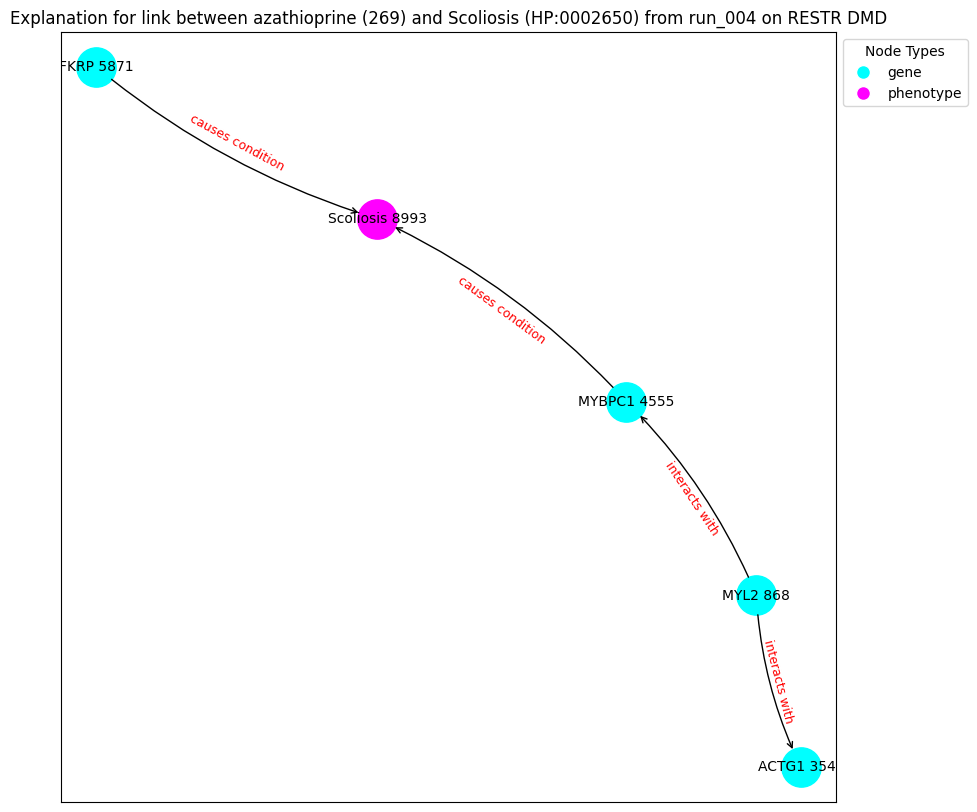 Explanation for link between azathioprine (269) and Scoliosis (HP:0002650) from run_004 on RESTR DMD
Node Types
gene
phenotype
FKRP 5871
causes condition
Scoliosis 8993
causes condition
MYBPC1 4555
interacts with
MYL2 868
interacts with
ACTG1 354